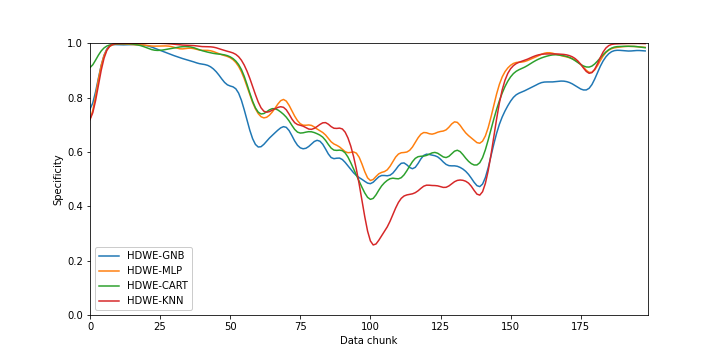 1.0
0.8
0.6
0.4
0.2
0.0
Specificity
HDWE-GNB
HDWE-MLP
HDWE-CART
HDWE-KNN
0 25 50 75 100 125 150 175
Data chunk